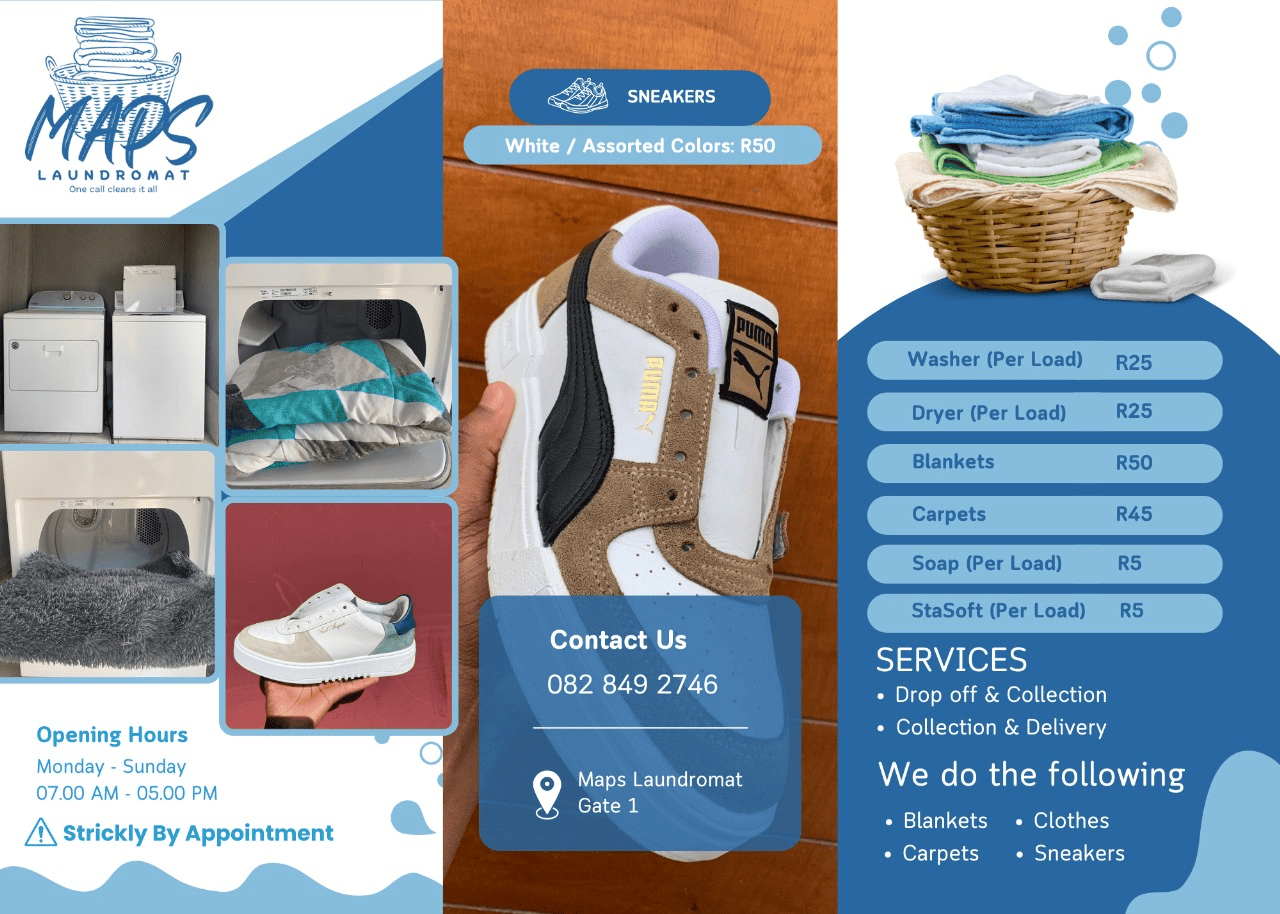 MAPS
LAUNDROMAT
One call cleans it all
Opening Hours
Monday - Sunday
07.00 AM - 05.00 PM
Strickly By Appointment
SNEAKERS
White / Assorted Colors: R50
PUMA
PUMA
Contact Us
082 849 2746
Maps Laundromat
Gate 1
Washer (Per Load) R25
Dryer (Per Load) R25
Blankets R50
Carpets R45
Soap (Per Load) R5
StaSoft (Per Load) R5
SERVICES
• Drop off & Collection
• Collection & Delivery
We do the following
• Blankets • Clothes
• Carpets • Sneakers